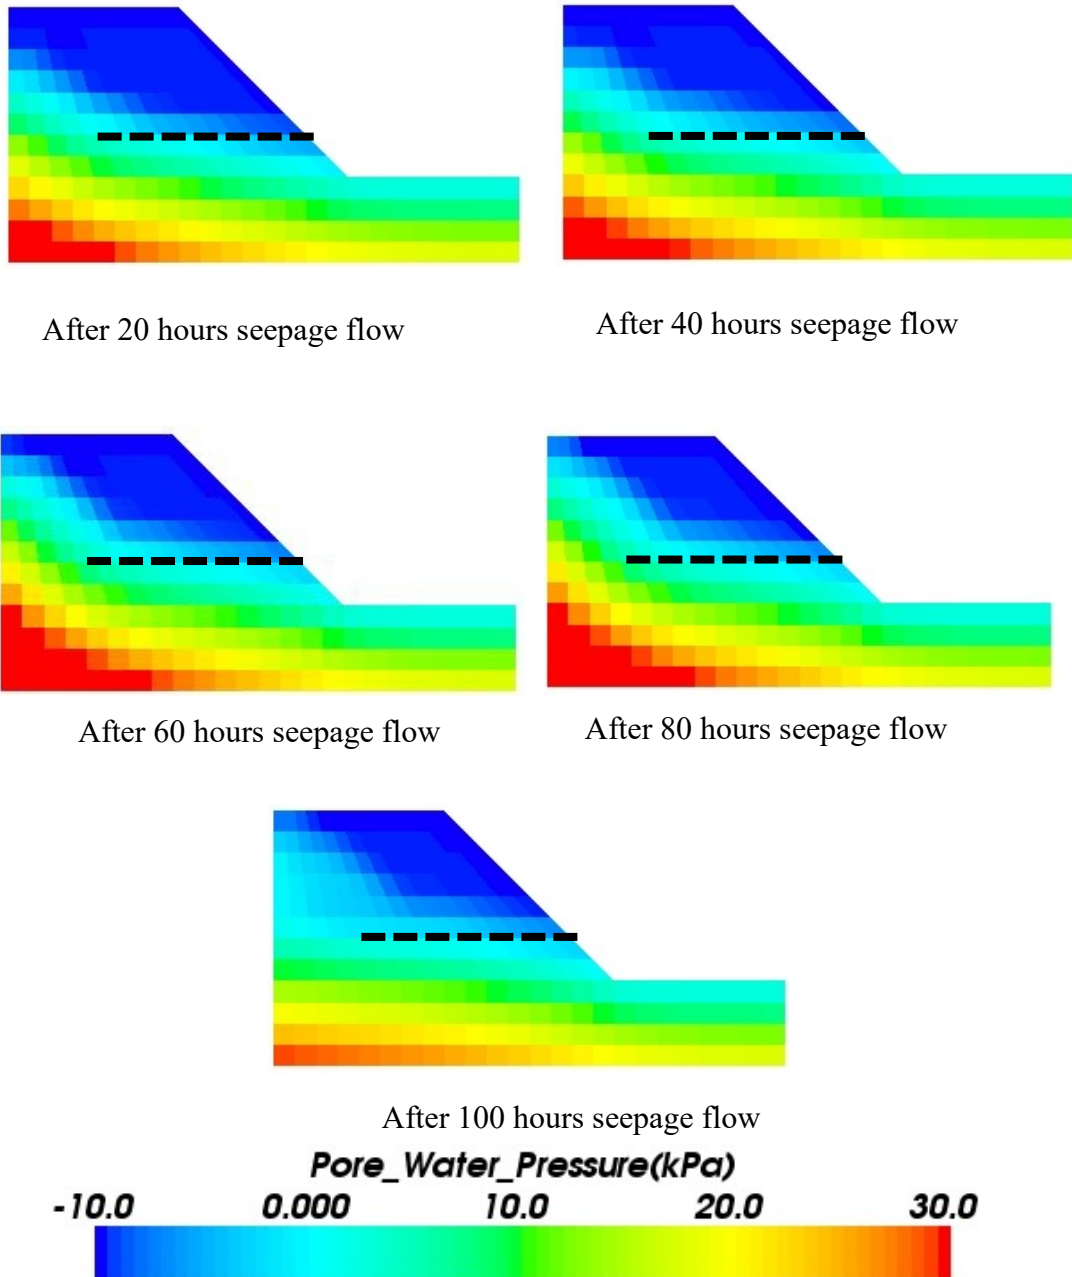 After 20 hours seepage flow
After 40 hours seepage flow
After 60 hours seepage flow
After 80 hours seepage flow
After 100 hours seepage flow
Pore_Water_Pressure(kPa)
-10.0 0.000 10.0 20.0 30.0